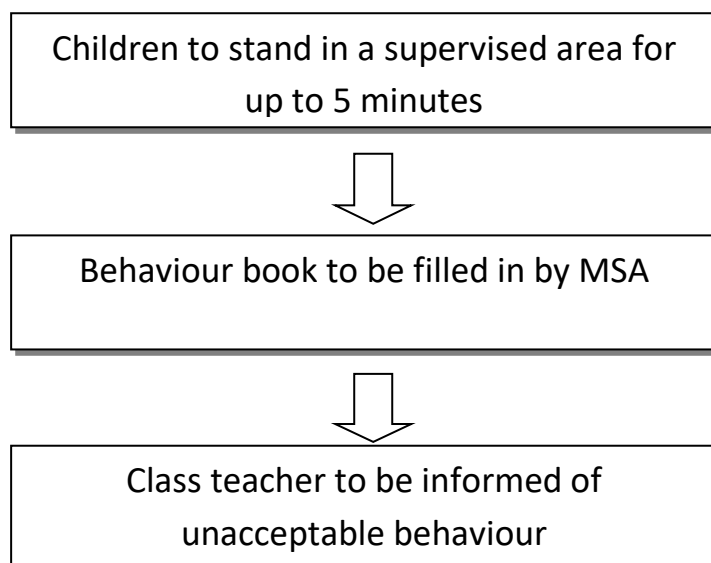 Children to stand in a supervised area for
up to 5 minutes
Behaviour book to be filled in by MSA
Class teacher to be informed of
unacceptable behaviour